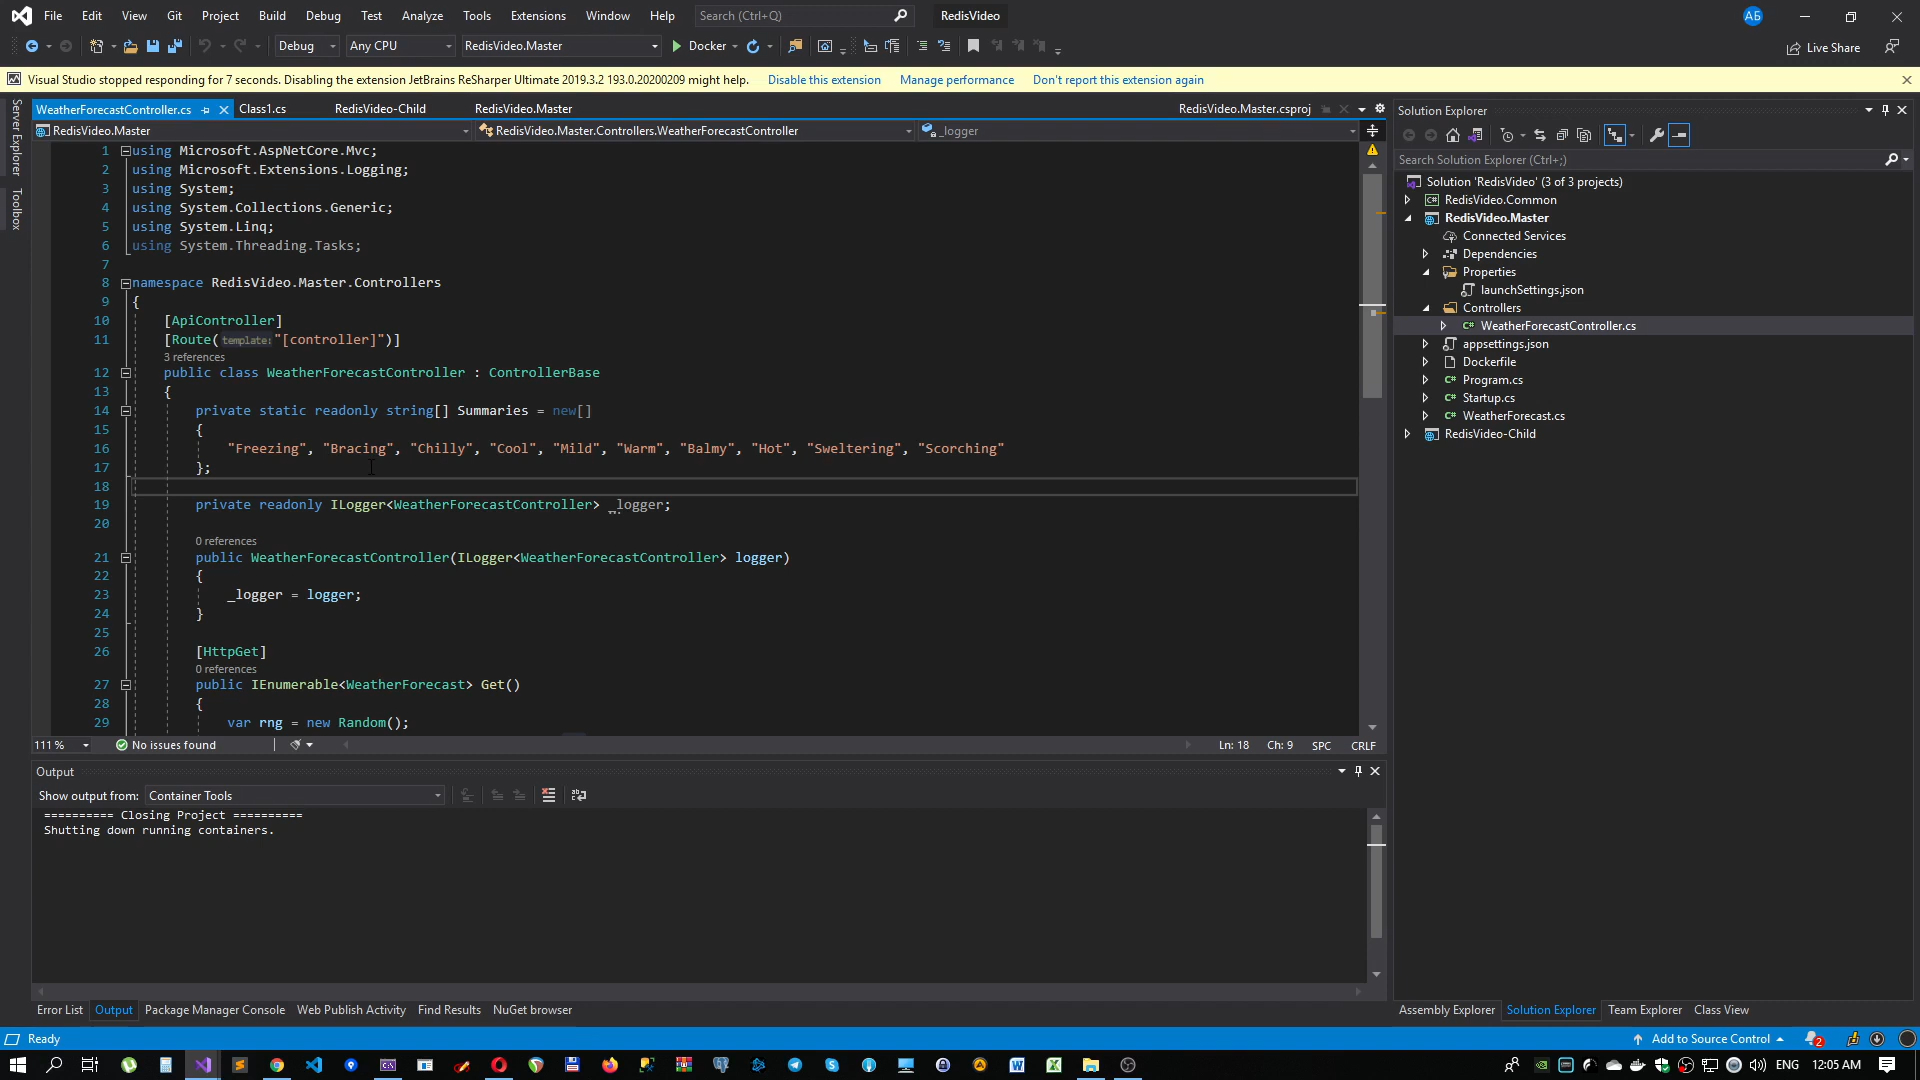 File Edit View Git Project Build Debug Test Analyze Tools Extensions Window Help Search (Ctrl+Q) RedisVideo АБ
Debug Any CPU RedisVideo.Master Docker Live Share
Visual Studio stopped responding for 7 seconds. Disabling the extension JetBrains ReSharper Ultimate 2019.3.2 193.0.20200209 might help. Disable this extension Manage performance Don't report this extension again
Server Explorer
Toolbox
WeatherForecastController.cs Class1.cs RedisVideo-Child RedisVideo.Master RedisVideo.Master.csproj
RedisVideo.Master RedisVideo.Master.Controllers.WeatherForecastController _logger
1 using Microsoft.AspNetCore.Mvc;
2 using Microsoft.Extensions.Logging;
3 using System;
4 using System.Collections.Generic;
5 using System.Linq;
6 using System.Threading.Tasks;
7
8 namespace RedisVideo.Master.Controllers
9 {
10 [ApiController]
11 [Route(template: "[controller]")]
3 references
12 public class WeatherForecastController : ControllerBase
13 {
14 private static readonly string[] Summaries = new[]
15 {
16 "Freezing", "Bracing", "Chilly", "Cool", "Mild", "Warm", "Balmy", "Hot", "Sweltering", "Scorching"
17 };
18
19 private readonly ILogger<WeatherForecastController> _logger;
20
0 references
21 public WeatherForecastController(ILogger<WeatherForecastController> logger)
22 {
23 _logger = logger;
24 }
25
26 [HttpGet]
0 references
27 public IEnumerable<WeatherForecast> Get()
28 {
29 var rng = new Random();
111 % No issues found Ln: 18 Ch: 9 SPC CRLF
Output
Show output from: Container Tools
========== Closing Project ==========
Shutting down running containers.
Error List Output Package Manager Console Web Publish Activity Find Results NuGet browser
Solution Explorer
Search Solution Explorer (Ctrl+;)
Solution 'RedisVideo' (3 of 3 projects)
RedisVideo.Common
RedisVideo.Master
Connected Services
Dependencies
Properties
launchSettings.json
Controllers
C# WeatherForecastController.cs
appsettings.json
Dockerfile
C# Program.cs
C# Startup.cs
C# WeatherForecast.cs
RedisVideo-Child
Assembly Explorer Solution Explorer Team Explorer Class View
Ready Add to Source Control 2
ENG 12:05 AM